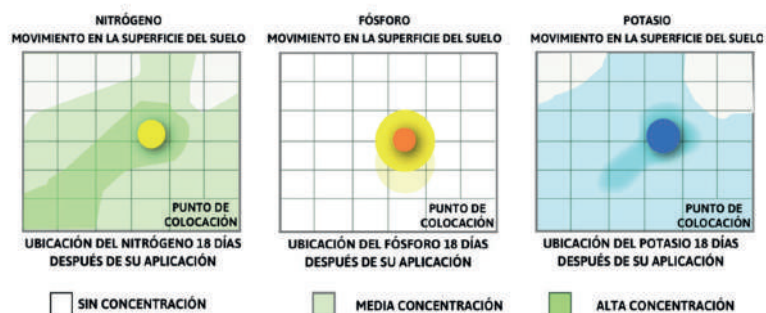 NITRÓGENO
MOVIMIENTO EN LA SUPERFICIE DEL SUELO
PUNTO DE
COLOCACIÓN
UBICACIÓN DEL NITRÓGENO 18 DÍAS
DESPUÉS DE SU APLICACIÓN
FÓSFORO
MOVIMIENTO EN LA SUPERFICIE DEL SUELO
PUNTO DE
COLOCACIÓN
UBICACIÓN DEL FÓSFORO 18 DÍAS
DESPUÉS DE SU APLICACIÓN
POTASIO
MOVIMIENTO EN LA SUPERFICIE DEL SUELO
PUNTO DE
COLOCACIÓN
UBICACIÓN DEL POTASIO 18 DÍAS
DESPUÉS DE SU APLICACIÓN
SIN CONCENTRACIÓN
MEDIA CONCENTRACIÓN
ALTA CONCENTRACIÓN